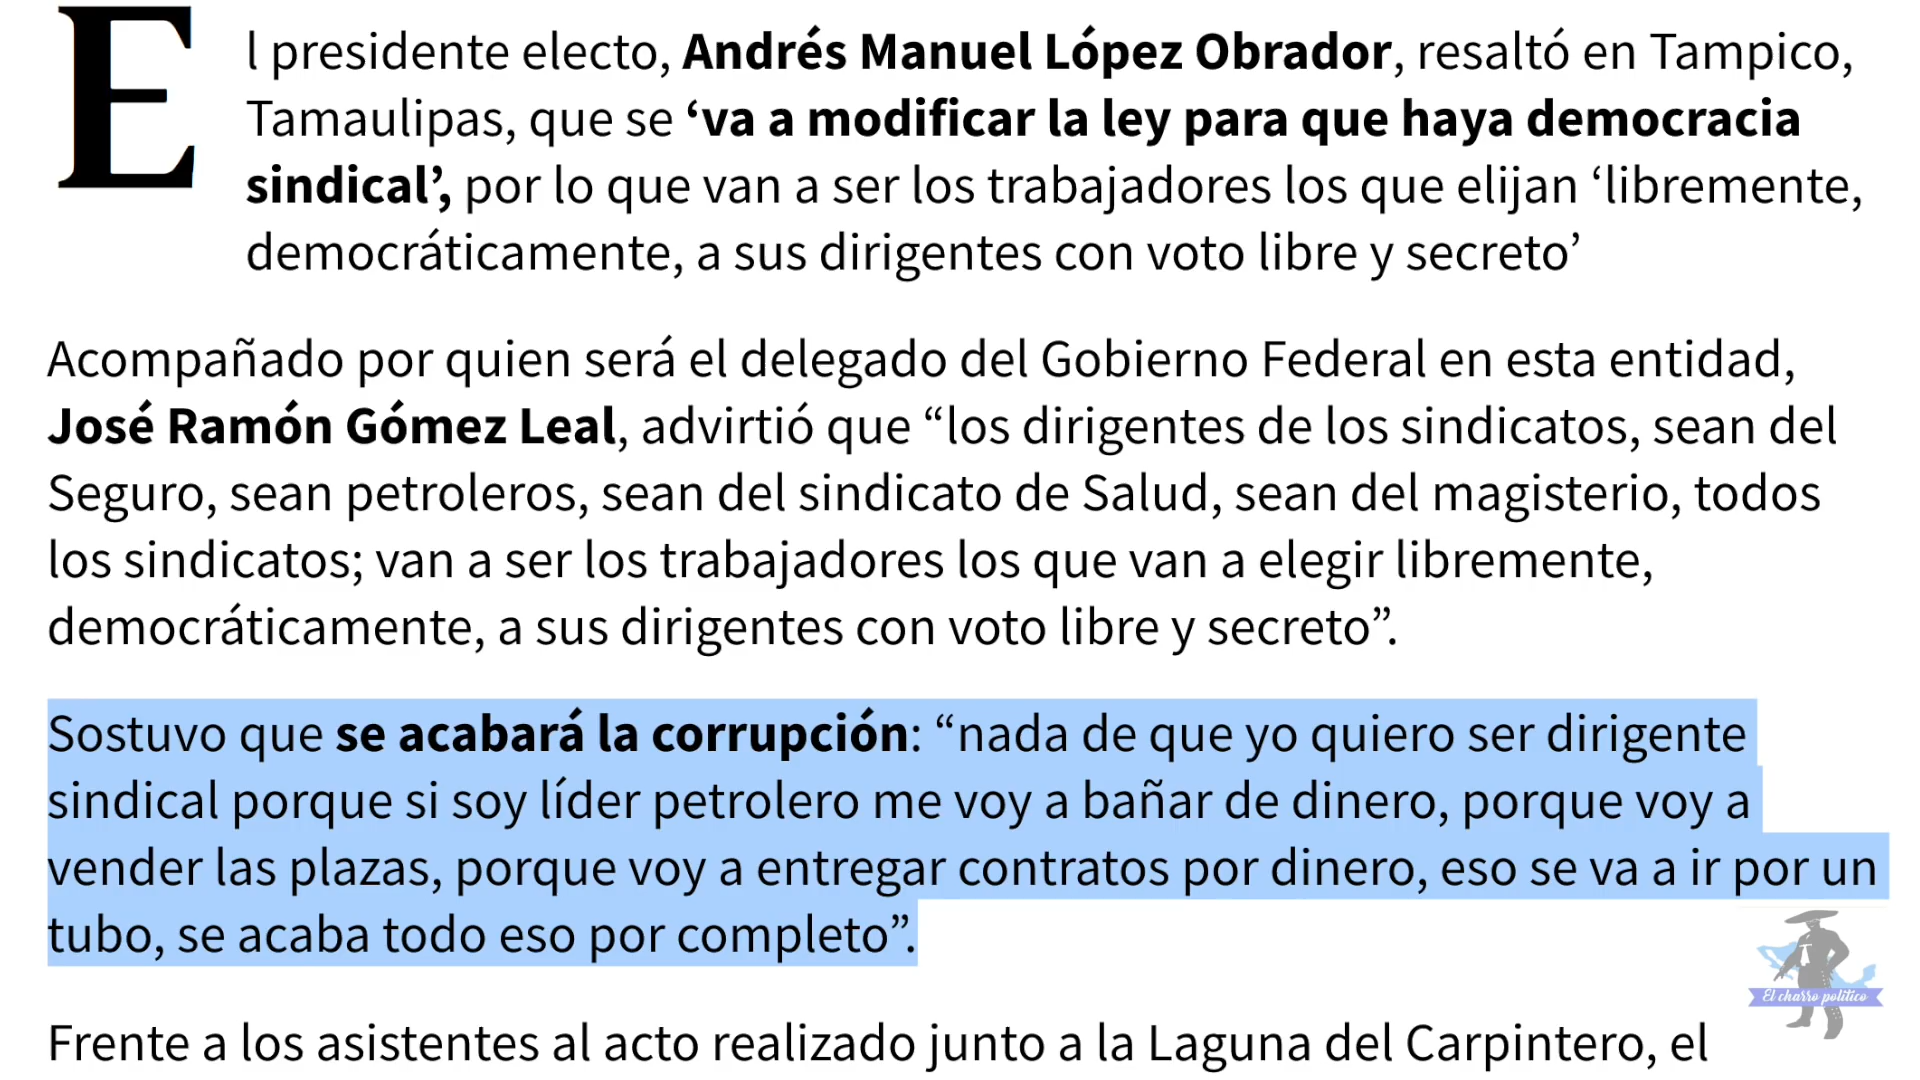 El presidente electo, Andrés Manuel López Obrador, resaltó en Tampico,
Tamaulipas, que se ‘va a modificar la ley para que haya democracia
sindical’, por lo que van a ser los trabajadores los que elijan ‘libremente,
democráticamente, a sus dirigentes con voto libre y secreto’
Acompañado por quien será el delegado del Gobierno Federal en esta entidad,
José Ramón Gómez Leal, advirtió que “los dirigentes de los sindicatos, sean del
Seguro, sean petroleros, sean del sindicato de Salud, sean del magisterio, todos
los sindicatos; van a ser los trabajadores los que van a elegir libremente,
democráticamente, a sus dirigentes con voto libre y secreto”.
Sostuvo que se acabará la corrupción: “nada de que yo quiero ser dirigente
sindical porque si soy líder petrolero me voy a bañar de dinero, porque voy a
vender las plazas, porque voy a entregar contratos por dinero, eso se va a ir por un
tubo, se acaba todo eso por completo”.
El charro político
Frente a los asistentes al acto realizado junto a la Laguna del Carpintero, el